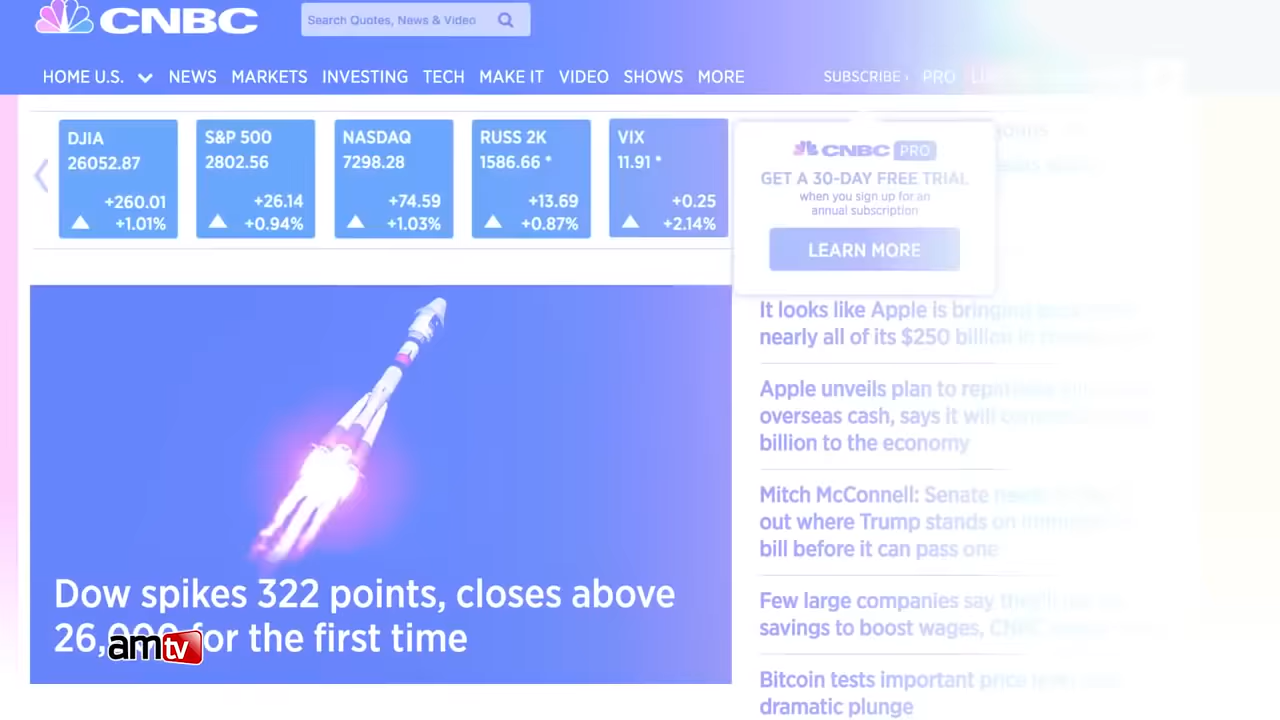 CNBC
Search Quotes, News & Video
HOME U.S. NEWS MARKETS INVESTING TECH MAKE IT VIDEO SHOWS MORE SUBSCRIBE PRO
DJIA
26052.87
+260.01
+1.01%
S&P 500
2802.56
+26.14
+0.94%
NASDAQ
7298.28
+74.59
+1.03%
RUSS 2K
1586.66 *
+13.69
+0.87%
VIX
11.91 *
+0.25
+2.14%
CNBC PRO
GET A 30-DAY FREE TRIAL
when you sign up for an
annual subscription
LEARN MORE
Dow spikes 322 points, closes above
26, for the first time
amtv
It looks like Apple is bringing
nearly all of its $250 billion in
Apple unveils plan to
overseas cash, says it will
billion to the economy
Mitch McConnell: Senate
out where Trump stands on
bill before it can pass one
Few large companies say
savings to boost wages, CNBC
Bitcoin tests important price
dramatic plunge